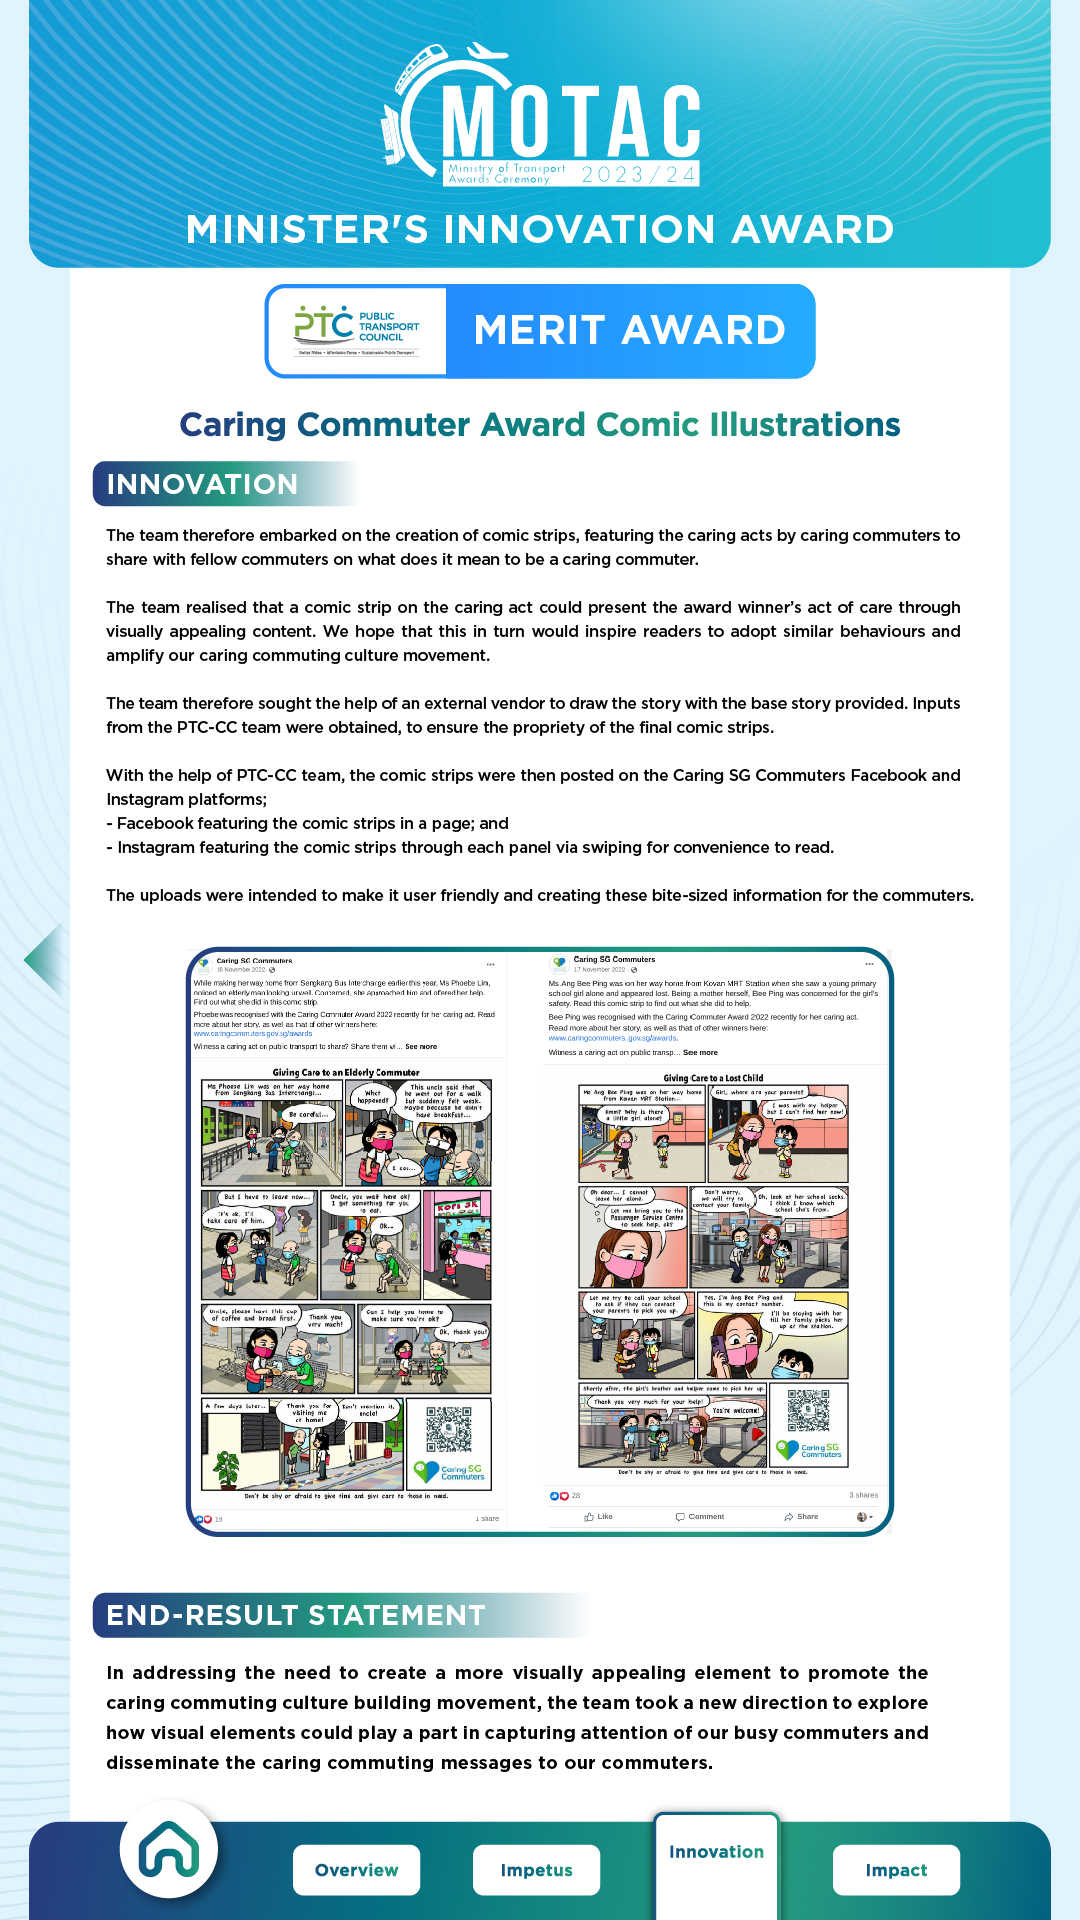 MOTAC
Ministry of Transport
Awards Ceremony
2023/24
MINISTER'S INNOVATION AWARD
PTC PUBLIC
TRANSPORT
COUNCIL
Better Rides • Affordable Fares • Sustainable Public Transport
MERIT AWARD
Caring Commuter Award Comic Illustrations
INNOVATION
The team therefore embarked on the creation of comic strips, featuring the caring acts by caring commuters to
share with fellow commuters on what does it mean to be a caring commuter.
The team realised that a comic strip on the caring act could present the award winner's act of care through
visually appealing content. We hope that this in turn would inspire readers to adopt similar behaviours and
amplify our caring commuting culture movement.
The team therefore sought the help of an external vendor to draw the story with the base story provided. Inputs
from the PTC-CC team were obtained, to ensure the propriety of the final comic strips.
With the help of PTC-CC team, the comic strips were then posted on the Caring SG Commuters Facebook and
Instagram platforms;
- Facebook featuring the comic strips in a page; and
- Instagram featuring the comic strips through each panel via swiping for convenience to read.
The uploads were intended to make it user friendly and creating these bite-sized information for the commuters.
Caring SG Commuters
16 November 2022
While making her way home from Sengkang Bus Interchange earlier this year, Ms Phoebe Lim,
noticed an elderly man looking unwell. Concerned, she approached him and offered her help.
Find out what she did in this comic strip.
Phoebe was recognised with the Caring Commuter Award 2022 recently for her caring act. Read
more about her story, as well as that of other winners here:
www.caringcommuters.gov.sg/awards
Witness a caring act on public transport to share? Share them wi... See more
Giving Care to an Elderly Commuter
Ms Phoebe Lim was on her way home
from Sengkang Bus Interchange...
Be careful...
What
happened?
This uncle said that
he went out for a walk
but suddenly felt weak.
Maybe because he didn't
have breakfast...
I can...
But I have to leave now...
It's ok, I'll
take care of him.
Uncle, you wait here ok?
I get something for you
to eat.
Ok...
KOPI 3K
Uncle, please have this cup
of coffee and bread first.
Thank you
very much!
Can I help you home to
make sure you're ok?
Ok, thank you!
A few days later...
Thank you for
visiting me
at home!
Don't mention it,
uncle!
Caring SG
Commuters
Don't be shy or afraid to give time and give care to those in need.
13
1 share
Caring SG Commuters
17 November 2022
Ms Ang Bee Ping was on her way home from Kovan MRT Station when she saw a young primary
school girl alone and appeared lost. Being a mother herself, Bee Ping was concerned for the girl's
safety. Read this comic strip to find out what she did to help.
Bee Ping was recognised with the Caring Commuter Award 2022 recently for her caring act.
Read more about her story, as well as that of other winners here:
www.caringcommuters.gov.sg/awards.
Witness a caring act on public transp... See more
Giving Care to a Lost Child
Ms Ang Bee Ping was on her way home
from Kovan MRT Station...
Hmm? Why is there
a little girl alone?
Girl, where are your parents?
I was with my helper
but I can't find her now!
Oh dear... I cannot
leave her alone.
Let me bring you to the
Passenger Service Centre
to seek help, ok?
Don't worry,
we will try to
contact your family.
Oh, look at her school socks.
I think I know which
school she's from.
Let me try to call your school
to ask if they can contact
your parents to pick you up.
Yes, I'm Ang Bee Ping and
this is my contact number.
I'll be staying with her
till her family picks her
up at the station.
Shortly after, the girl's brother and helper came to pick her up.
Thank you very much for your help!
You're welcome!
Caring SG
Commuters
Don't be shy or afraid to give time and give care to those in need.
28
3 shares
Like
Comment
Share
END-RESULT STATEMENT
In addressing the need to create a more visually appealing element to promote the
caring commuting culture building movement, the team took a new direction to explore
how visual elements could play a part in capturing attention of our busy commuters and
disseminate the caring commuting messages to our commuters.
Overview
Impetus
Innovation
Impact